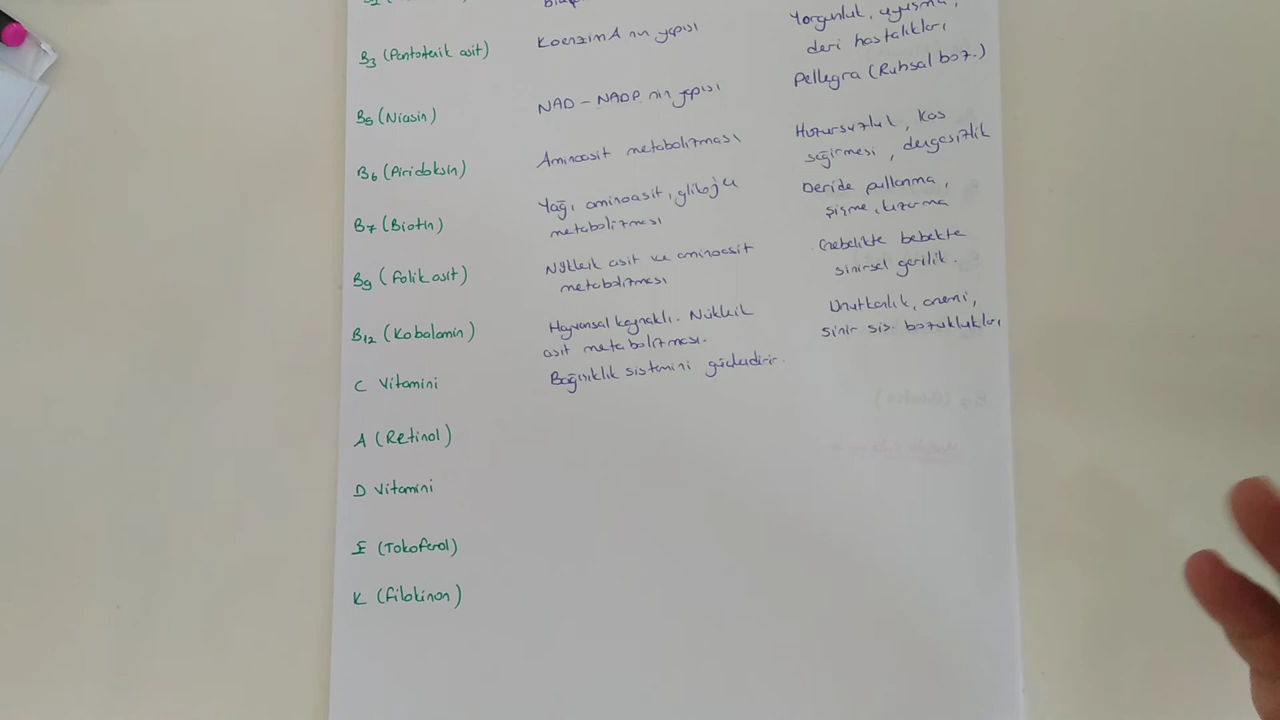 B3 (Pantotenik asit)
KoenzimA nın yapısı
Yorgunluk, uyuşma,
deri hastalıkları
B5 (Niasin)
NAD - NADP nin yapısı
Pellegra (Ruhsal boz.)
B6 (Piridoksin)
Aminoasit metabolizması
Huzursuzluk, kas
seğirmesi, dengesizlik
B7 (Biotin)
Yağ, aminoasit, glikojen
metabolizması
Deride pullanma,
şişme, kızarma
B9 (Folik asit)
Nükleik asit ve aminoasit
metabolizması
Gebelikte bebekte
sinirsel gerilik.
B12 (Kobalamin)
Hayvansal kaynaklı. Nükleik
asit metabolizması.
Unutkanlık, anemi,
sinir sis. bozuklukları
C Vitamini
Bağışıklık sistemini güçlendirir.
A (Retinol)
D Vitamini
E (Tokoferol)
K (Filokinon)